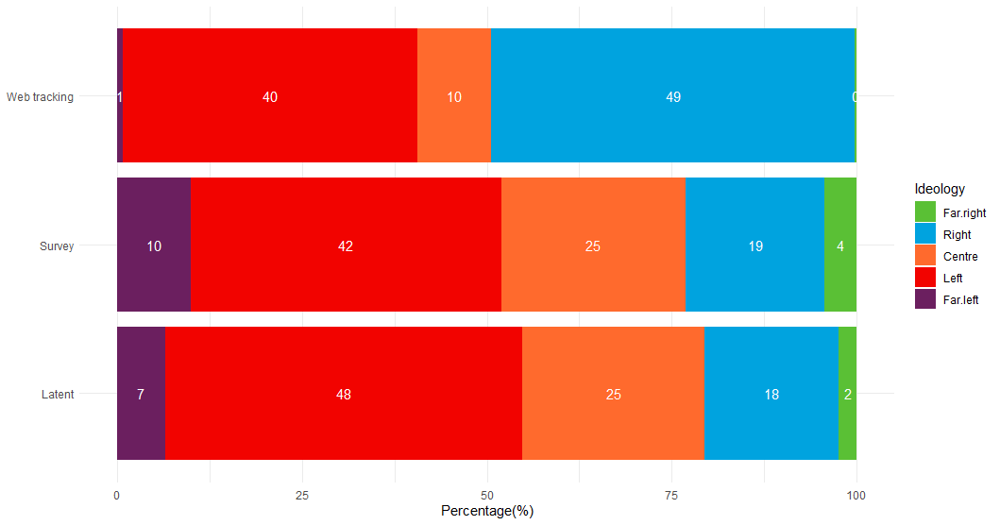 Web tracking
1
40
10
49
0
Survey
10
42
25
19
4
Latent
7
48
25
18
2
0
25
50
75
100
Percentage(%)
Ideology
Far.right
Right
Centre
Left
Far.left